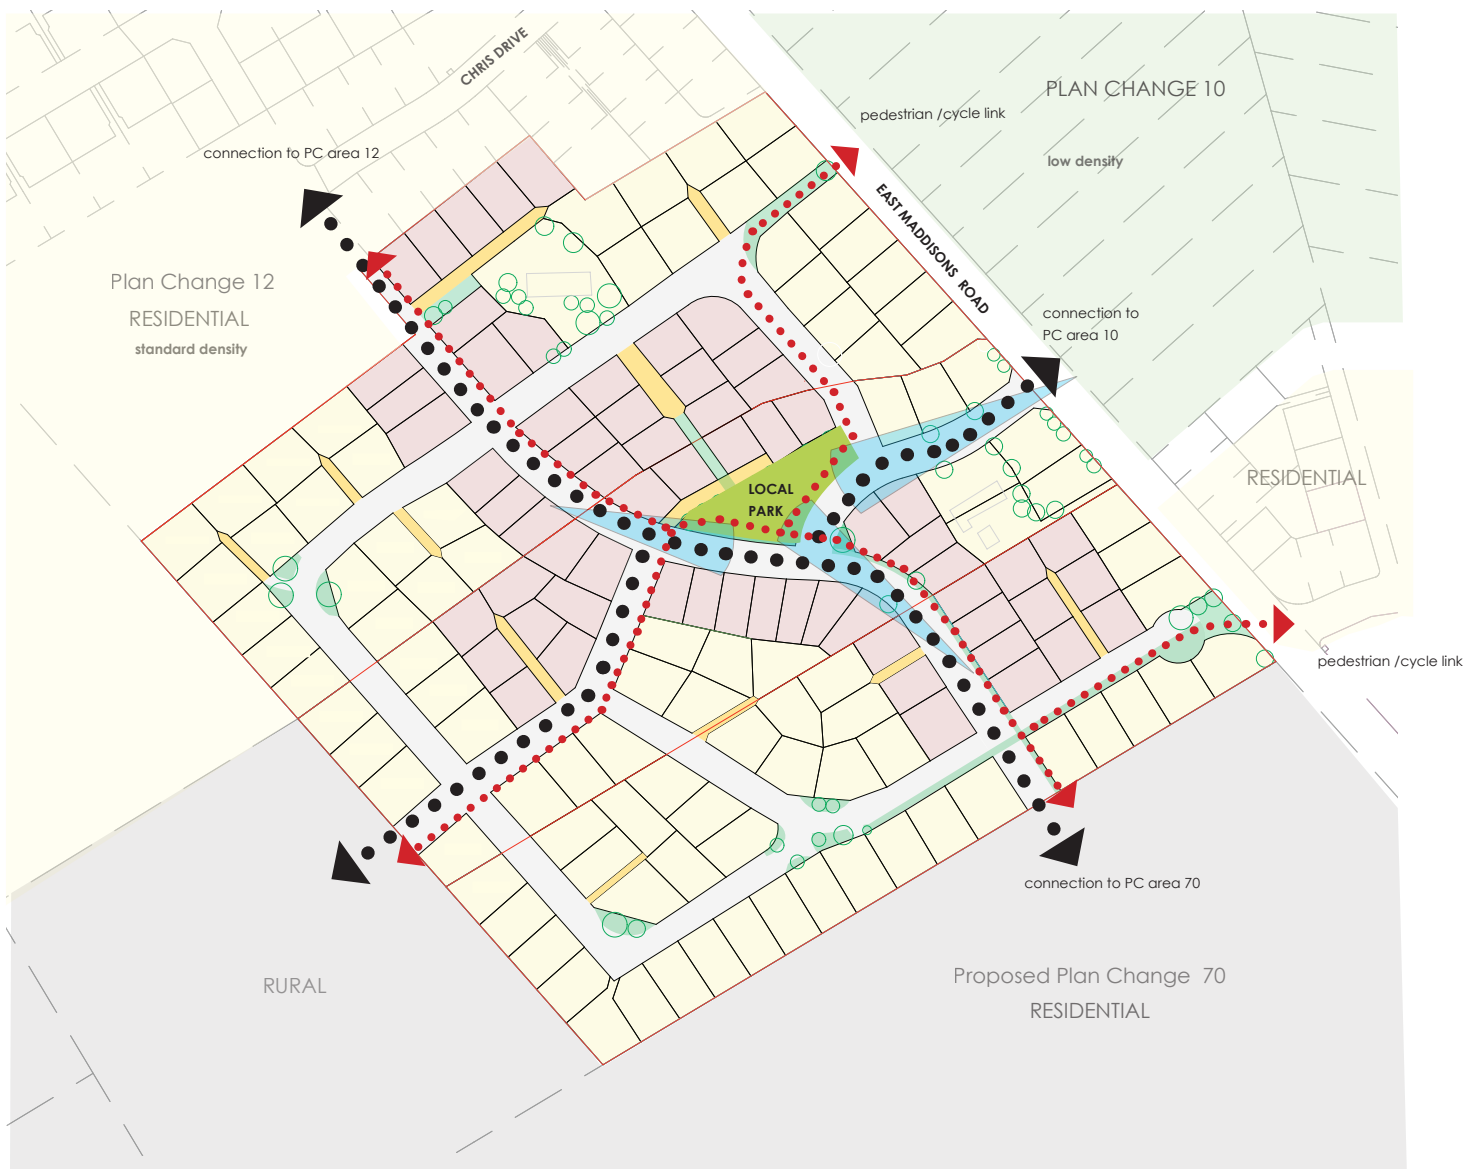 CHRIS DRIVE
PLAN CHANGE 10
pedestrian /cycle link
connection to PC area 12
low density
EAST MADDISONS ROAD
Plan Change 12
RESIDENTIAL
standard density
connection to
PC area 10
RESIDENTIAL
LOCAL
PARK
pedestrian /cycle link
connection to PC area 70
RURAL
Proposed Plan Change 70
RESIDENTIAL